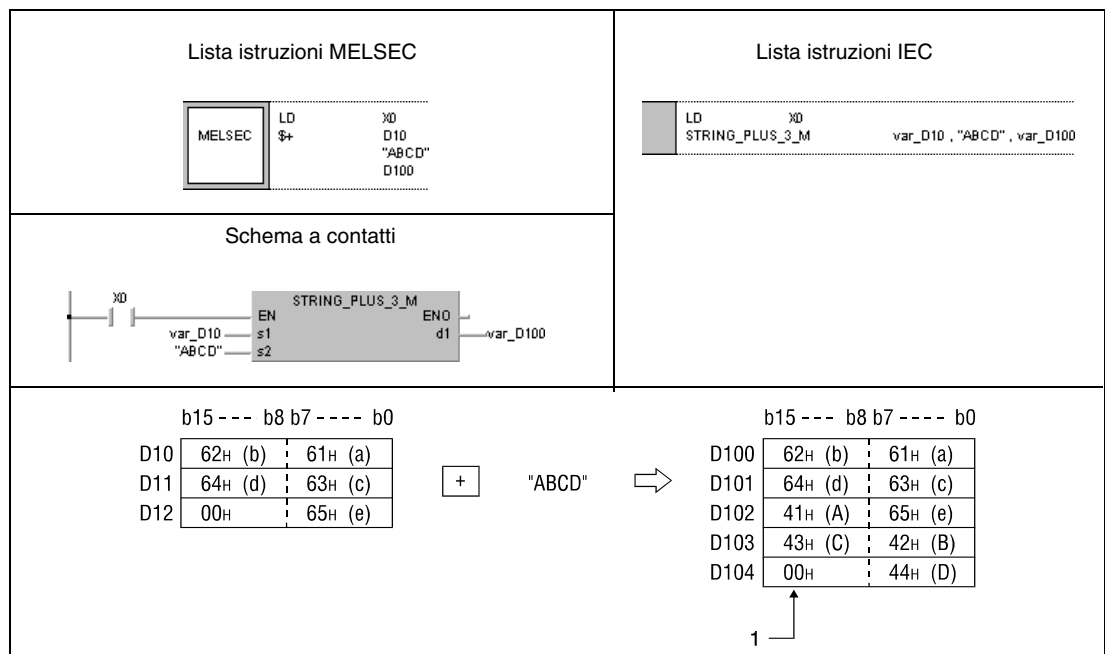 Lista istruzioni MELSEC
MELSEC
LD X0
$+ D10
"ABCD"
D100
Lista istruzioni IEC
LD X0
STRING_PLUS_3_M var_D10 , "ABCD" , var_D100
Schema a contatti
X0
STRING_PLUS_3_M
EN ENO
var_D10 s1 d1 var_D100
"ABCD" s2
b15 --- b8 b7 ---- b0
D10 62H (b) 61H (a)
D11 64H (d) 63H (c)
D12 00H 65H (e)
+ "ABCD"
b15 --- b8 b7 ---- b0
D100 62H (b) 61H (a)
D101 64H (d) 63H (c)
D102 41H (A) 65H (e)
D103 43H (C) 42H (B)
D104 00H 44H (D)
1